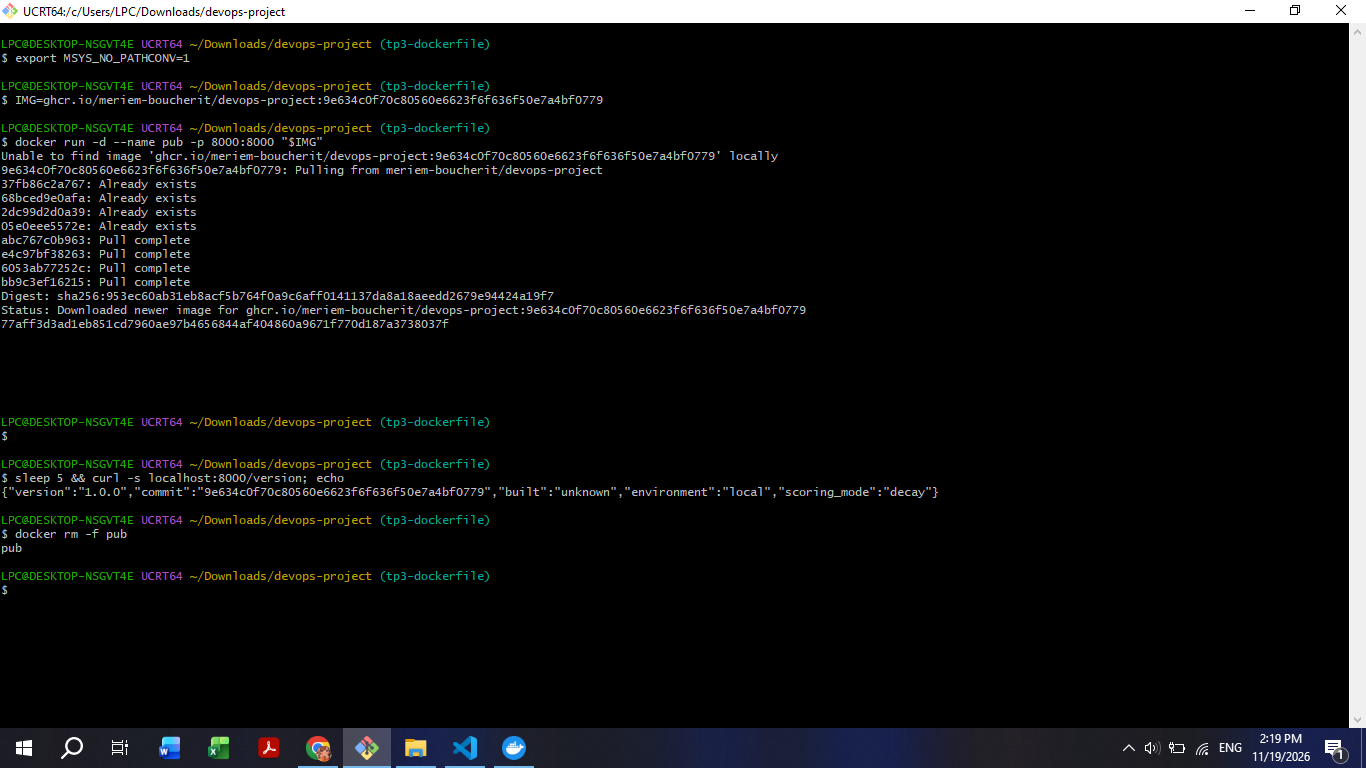 UCRT64:/c/Users/LPC/Downloads/devops-project
LPC@DESKTOP-NSGVT4E UCRT64 ~/Downloads/devops-project (tp3-dockerfile)
$ export MSYS_NO_PATHCONV=1
LPC@DESKTOP-NSGVT4E UCRT64 ~/Downloads/devops-project (tp3-dockerfile)
$ IMG=ghcr.io/meriem-boucherit/devops-project:9e634c0f70c80560e6623f6f636f50e7a4bf0779
LPC@DESKTOP-NSGVT4E UCRT64 ~/Downloads/devops-project (tp3-dockerfile)
$ docker run -d --name pub -p 8000:8000 "$IMG"
Unable to find image 'ghcr.io/meriem-boucherit/devops-project:9e634c0f70c80560e6623f6f636f50e7a4bf0779' locally
9e634c0f70c80560e6623f6f636f50e7a4bf0779: Pulling from meriem-boucherit/devops-project
37fb86c2a767: Already exists
68bced9e0afa: Already exists
2dc99d2d0a39: Already exists
05e0eee5572e: Already exists
abc767c0b963: Pull complete
e4c97bf38263: Pull complete
6053ab77252c: Pull complete
bb9c3ef16215: Pull complete
Digest: sha256:953ec60ab31eb8acf5b764f0a9c6aff0141137da8a18aeedd2679e94424a19f7
Status: Downloaded newer image for ghcr.io/meriem-boucherit/devops-project:9e634c0f70c80560e6623f6f636f50e7a4bf0779
77aff3d3ad1eb851cd7960ae97b4656844af404860a9671f770d187a3738037f
LPC@DESKTOP-NSGVT4E UCRT64 ~/Downloads/devops-project (tp3-dockerfile)
$
LPC@DESKTOP-NSGVT4E UCRT64 ~/Downloads/devops-project (tp3-dockerfile)
$ sleep 5 && curl -s localhost:8000/version; echo
{"version":"1.0.0","commit":"9e634c0f70c80560e6623f6f636f50e7a4bf0779","built":"unknown","environment":"local","scoring_mode":"decay"}
LPC@DESKTOP-NSGVT4E UCRT64 ~/Downloads/devops-project (tp3-dockerfile)
$ docker rm -f pub
pub
LPC@DESKTOP-NSGVT4E UCRT64 ~/Downloads/devops-project (tp3-dockerfile)
$
ENG
2:19 PM
11/19/2026
1